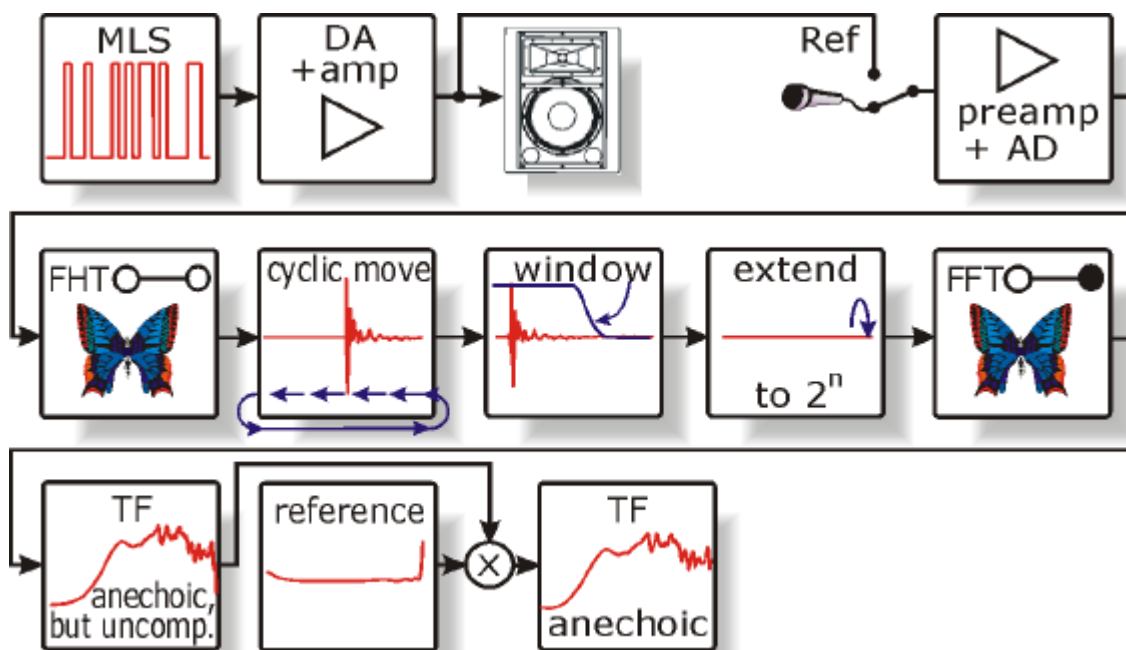 MLS
DA
+amp
Ref
preamp
+ AD
FHT
cyclic move
window
extend
to 2ⁿ
FFT
TF
anechoic,
but uncomp.
reference
X
TF
anechoic